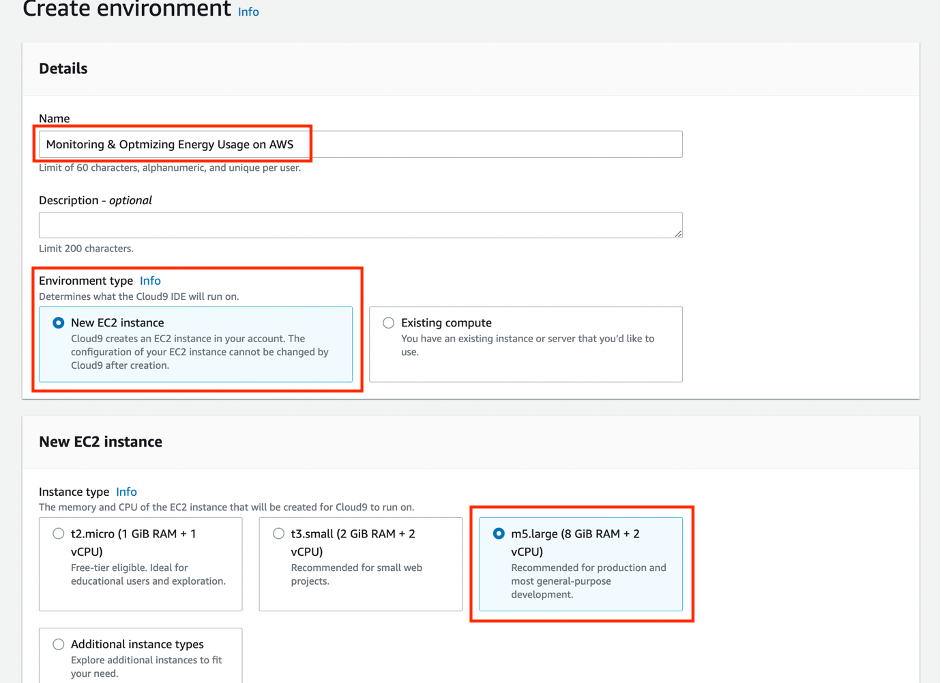 Create environment Info
Details
Name
Monitoring & Optmizing Energy Usage on AWS
Limit of 60 characters, alphanumeric, and unique per user.
Description - optional
Limit 200 characters.
Environment type Info
Determines what the Cloud9 IDE will run on.
New EC2 instance
Cloud9 creates an EC2 instance in your account. The
configuration of your EC2 instance cannot be changed by
Cloud9 after creation.
Existing compute
You have an existing instance or server that you'd like to
use.
New EC2 instance
Instance type Info
The memory and CPU of the EC2 instance that will be created for Cloud9 to run on.
t2.micro (1 GiB RAM + 1
vCPU)
Free-tier eligible. Ideal for
educational users and exploration.
t3.small (2 GiB RAM + 2
vCPU)
Recommended for small web
projects.
m5.large (8 GiB RAM + 2
vCPU)
Recommended for production and
most general-purpose
development.
Additional instance types
Explore additional instances to fit
your need.